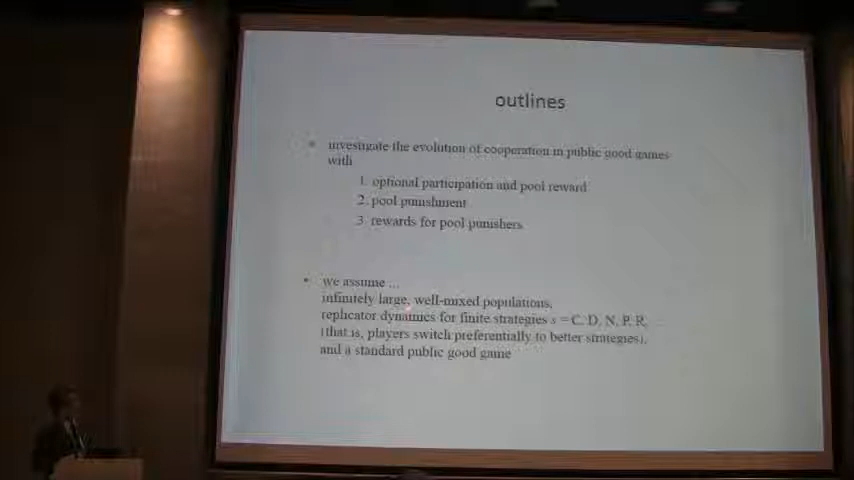 outlines
investigate the evolution of cooperation in public good games
with
1. optional participation and pool reward
2. pool punishment
3. rewards for pool punishers
we assume ...
infinitely large, well-mixed populations,
replicator dynamics for finite strategies s = C, D, N, P, R,
(that is, players switch preferentially to better strategies),
and a standard public good game